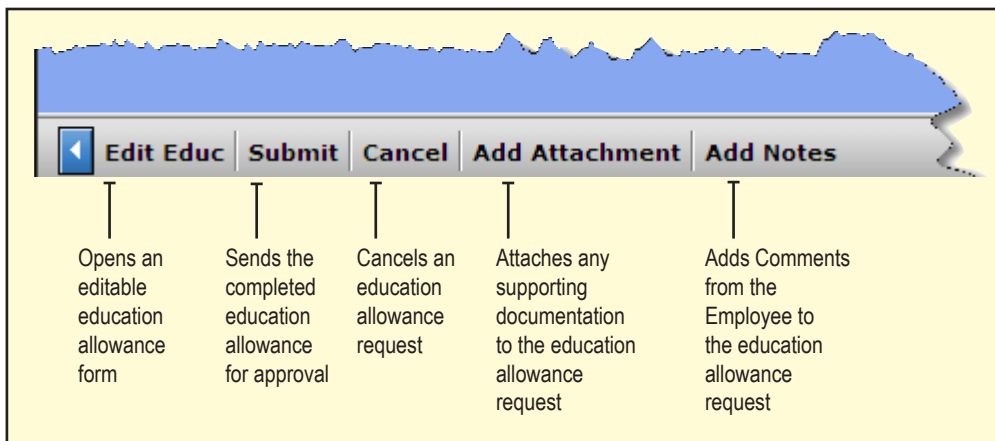 Edit Educ Submit Cancel Add Attachment Add Notes
Opens an
editable
education
allowance
form
Sends the
completed
education
allowance
for approval
Cancels an
education
allowance
request
Attaches any
supporting
documentation
to the education
allowance
request
Adds Comments
from the
Employee to
the education
allowance
request